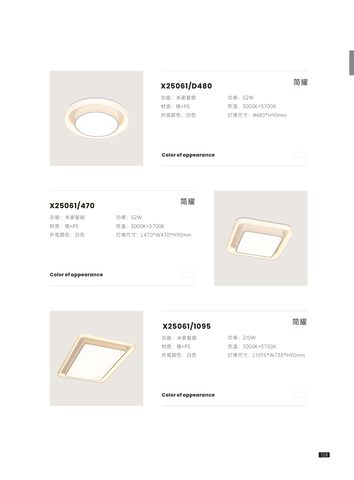 X25061/D480
简耀
功能：米家智能
功率：52W
材质：铁+PS
色温：3000K+5700K
外观颜色：白色
灯体尺寸：Φ480*H90mm
Color of appearance
X25061/470
简耀
功能：米家智能
功率：52W
材质：铁+PS
色温：3000K+5700K
外观颜色：白色
灯体尺寸：L470*W470*H90mm
Color of appearance
X25061/1095
简耀
功能：米家智能
功率：210W
材质：铁+PS
色温：3000K+5700K
外观颜色：白色
灯体尺寸：L1095*W735*H90mm
Color of appearance
128